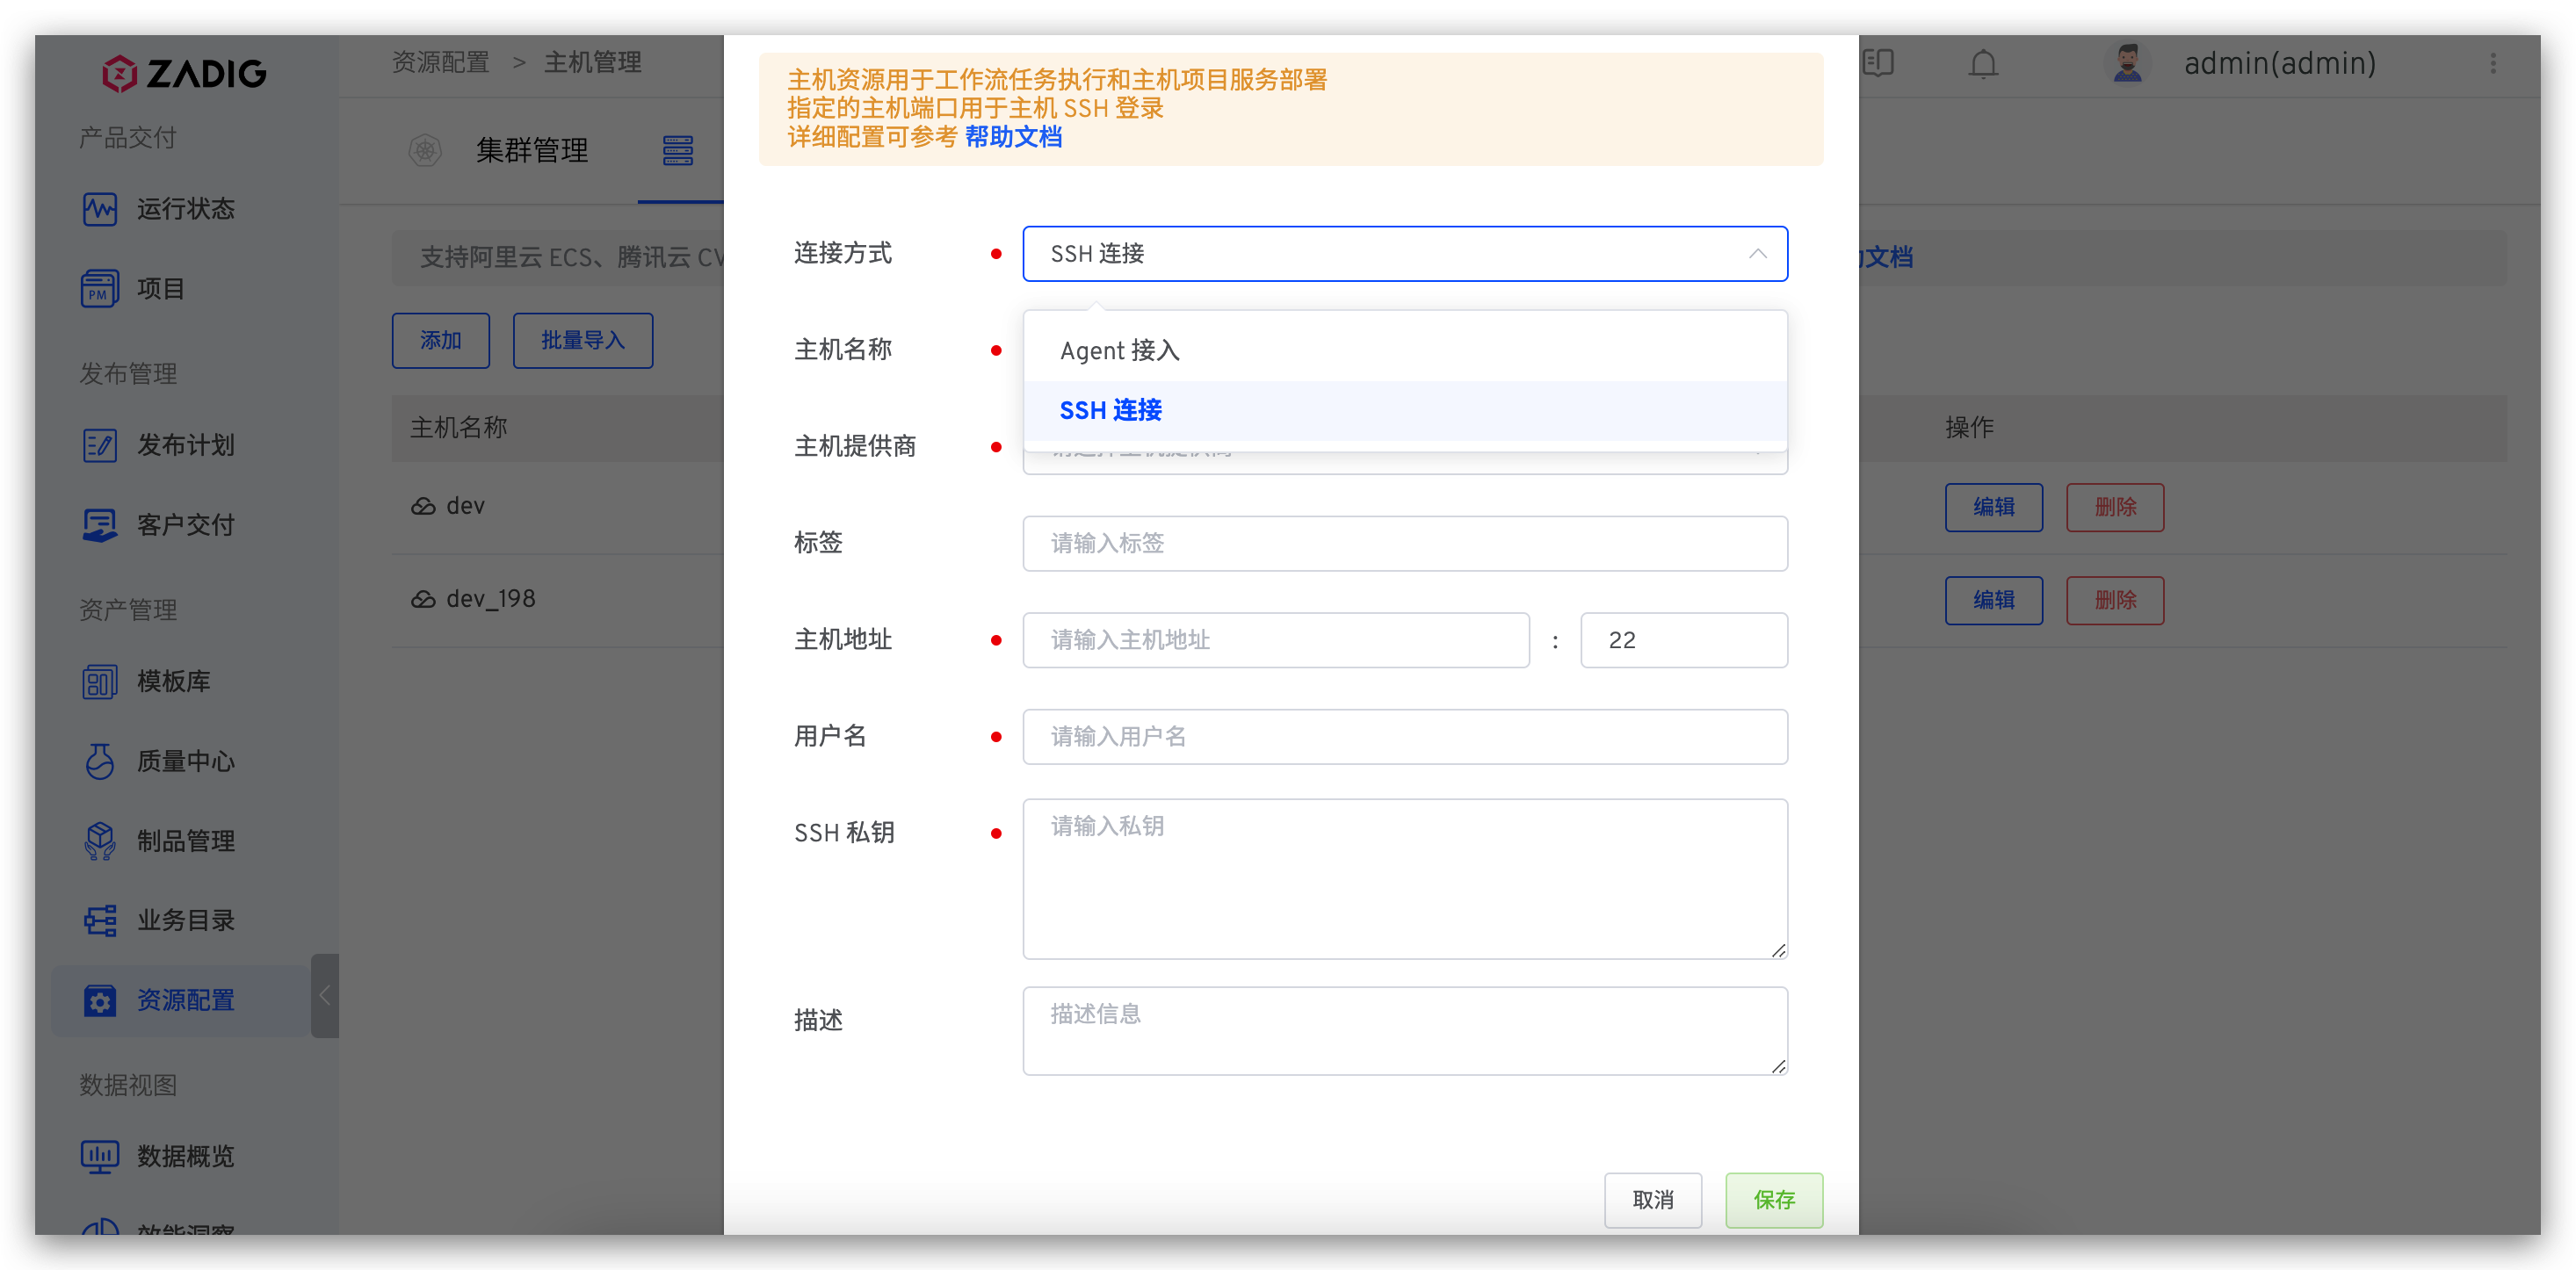 ZADIG
产品交付
运行状态
PM
项目
发布管理
发布计划
客户交付
资产管理
模板库
质量中心
制品管理
业务目录
资源配置
数据视图
数据概览
效能洞察
资源配置 > 主机管理
admin(admin)
集群管理
支持阿里云 ECS、腾讯云 CV
文档
添加
批量导入
主机名称
操作
dev
编辑
删除
dev_198
编辑
删除
主机资源用于工作流任务执行和主机项目服务部署
指定的主机端口用于主机 SSH 登录
详细配置可参考 帮助文档
连接方式
SSH 连接
Agent 接入
SSH 连接
主机名称
主机提供商
标签
请输入标签
主机地址
请输入主机地址
:
22
用户名
请输入用户名
SSH 私钥
请输入私钥
描述
描述信息
取消
保存